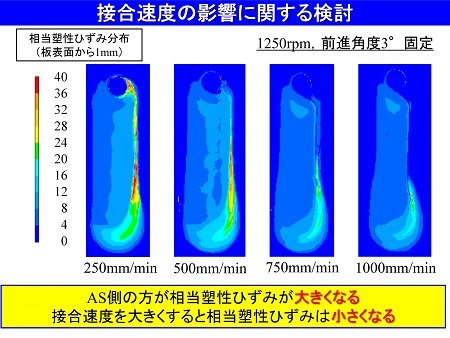 接合速度の影響に関する検討
相当塑性ひずみ分布
(板表面から1mm)
1250rpm, 前進角度3°固定
40
36
32
28
24
20
16
12
8
4
0
250mm/min
500mm/min
750mm/min
1000mm/min
AS側の方が相当塑性ひずみが大きくなる
接合速度を大きくすると相当塑性ひずみは小さくなる